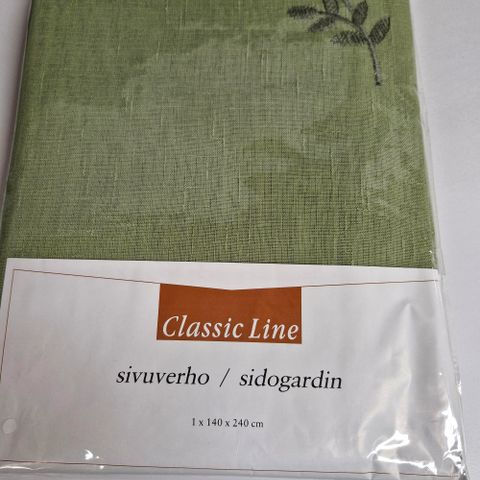 Classic Line
sivuverho / sidogardin
1 x 140 x 240 cm